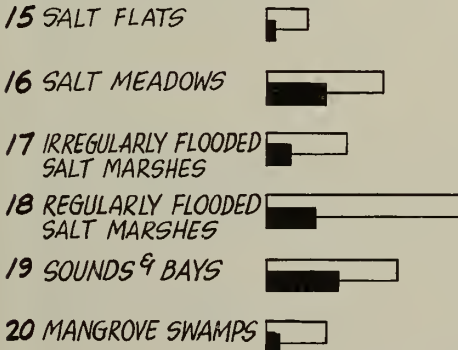 15 SALT FLATS
16 SALT MEADOWS
17 IRREGULARLY FLOODED
SALT MARSHES
18 REGULARLY FLOODED
SALT MARSHES
19 SOUNDS & BAYS
20 MANGROVE SWAMPS